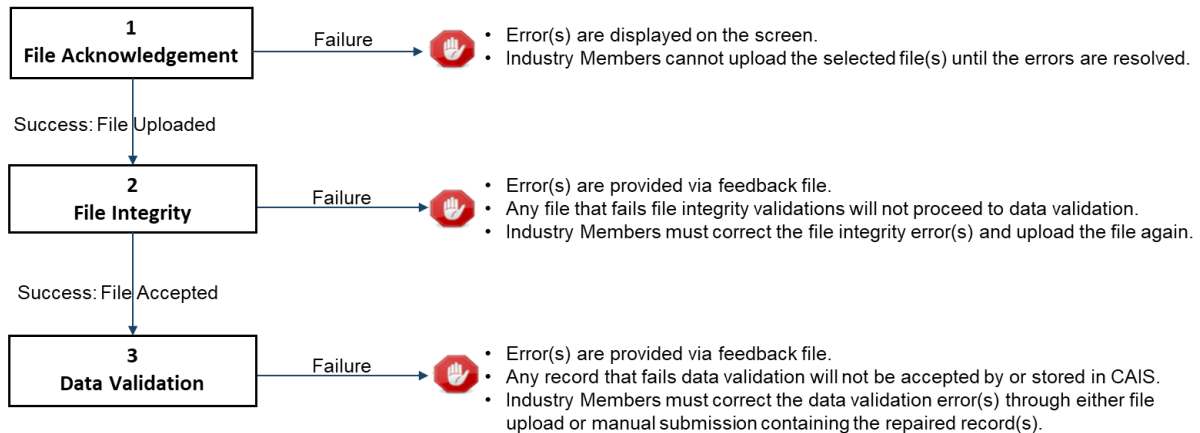 1
File Acknowledgement
Failure
• Error(s) are displayed on the screen.
• Industry Members cannot upload the selected file(s) until the errors are resolved.
Success: File Uploaded
2
File Integrity
Failure
• Error(s) are provided via feedback file.
• Any file that fails file integrity validations will not proceed to data validation.
• Industry Members must correct the file integrity error(s) and upload the file again.
Success: File Accepted
3
Data Validation
Failure
• Error(s) are provided via feedback file.
• Any record that fails data validation will not be accepted by or stored in CAIS.
• Industry Members must correct the data validation error(s) through either file
upload or manual submission containing the repaired record(s).